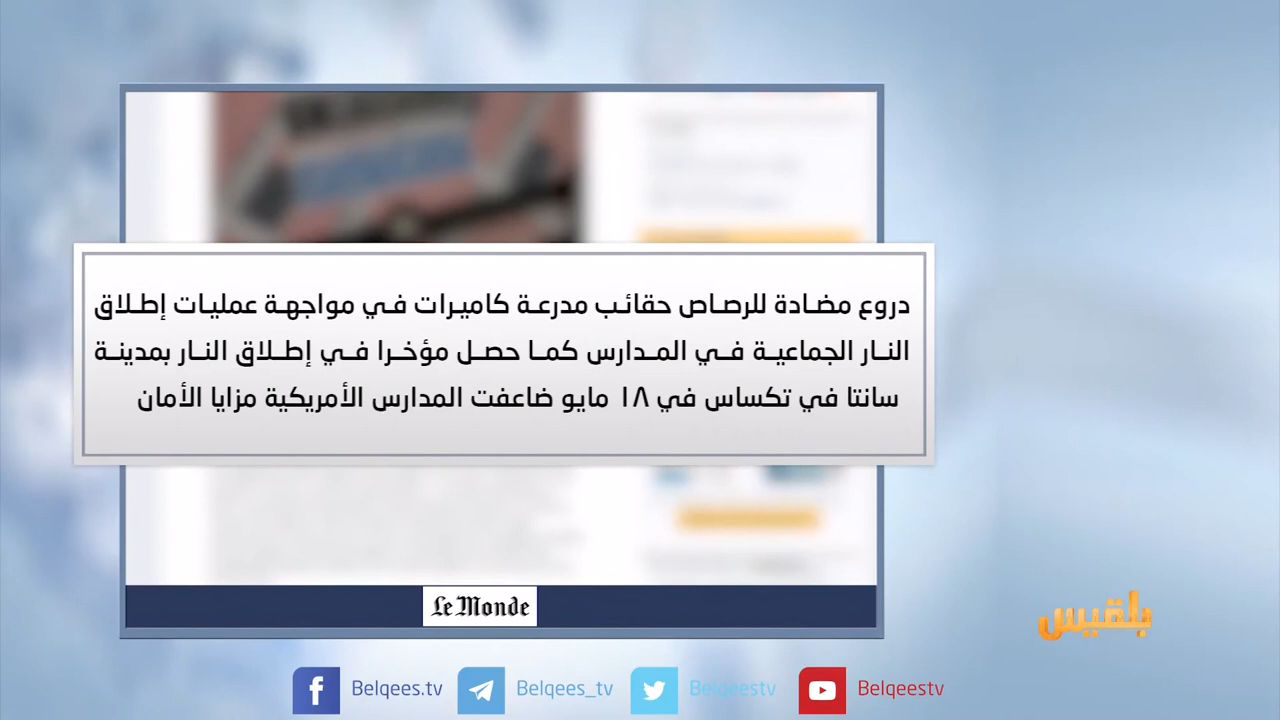 دروع مضادة للرصاص حقائب مدرعة كاميرات في مواجهة عمليات إطلاق
النار الجماعية في المدارس كما حصل مؤخرا في إطلاق النار بمدينة
سانتا في تكساس في ١٨ مايو ضاعفت المدارس الأمريكية مزايا الأمان
Le Monde
بلقيس
Belqees.tv
Belqees_tv
Belqeestv
Belqeestv